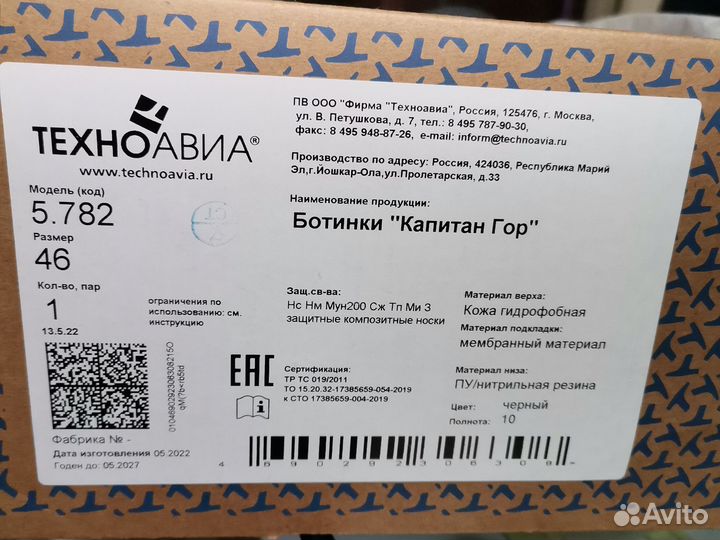 ТЕХНОАВИА®
www.technoavia.ru
Модель (код)
5.782
Размер
46
Кол-во, пар
1
13.5.22
ограничения по
использованию: см.
инструкцию
ПВ ООО "Фирма "Техноавиа", Россия, 125476, г. Москва,
ул. В. Петушкова, д. 7, тел.: 8 495 787-90-30,
факс: 8 495 948-87-26, e-mail: inform@technoavia.ru
Производство по адресу: Россия, 424036, Республика Марий
Эл,г.Йошкар-Ола,ул.Пролетарская, д.33
Наименование продукции:
Ботинки "Капитан Гор"
Защ.св-ва:
Нс Нм Мун200 Сж Тп Ми З
защитные композитные носки
Материал верха:
Кожа гидрофобная
Материал подкладки:
мембранный материал
Материал низа:
ПУ/нитрильная резина
Цвет: черный
Полнота: 10
EAC
Сертификация:
ТР ТС 019/2011
№ 15.20.32-17385659-054-2019
к СТО 17385659-004-2019
Фабрика № -
Дата изготовления 05.2022
Годен до: 05.2027
Avito